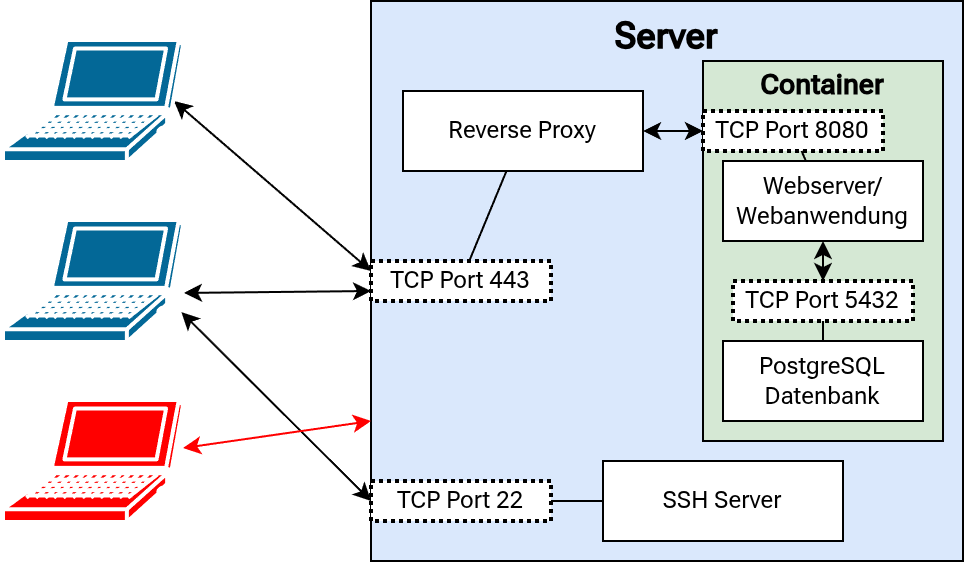 Server
Container
Reverse Proxy
TCP Port 8080
Webserver/
Webanwendung
TCP Port 443
TCP Port 5432
PostgreSQL
Datenbank
TCP Port 22
SSH Server